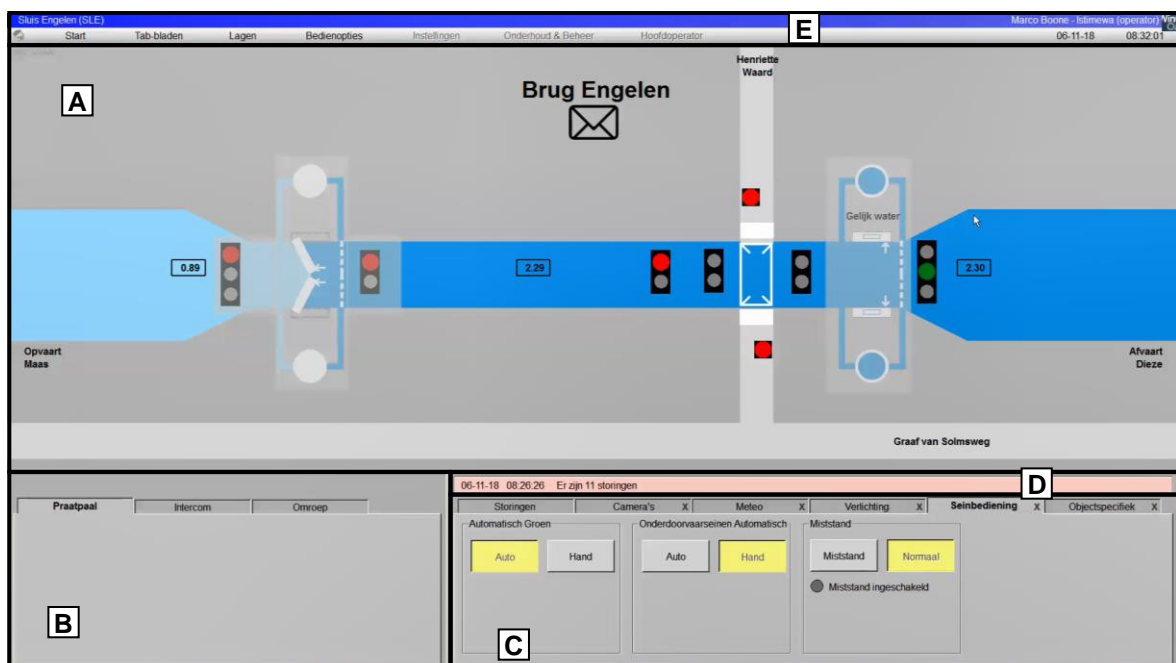 Sluis Engelen (SLE)
Marco Boone - Istimewa (operator)
E
Start Tab-bladen Lagen Bedienopties Instellingen Onderhoud & Beheer Hoofdoperator 06-11-18 08:32:01
Henriette
Waard
A
Brug Engelen
Gelijk water
0.89
2.29
2.30
Opvaart
Maas
Afvaart
Dieze
Graaf van Solmsweg
06-11-18 08:26:26 Er zijn 11 storingen
D
Praatpaal Intercom Omroep
Storingen Camera's X Meteo X Verlichting X Seinbediening X Objectspecifiek X
Automatisch Groen
Auto Hand
Onderdoorvaarseinen Automatisch
Auto Hand
Miststand
Miststand Normaal
Miststand ingeschakeld
B
C